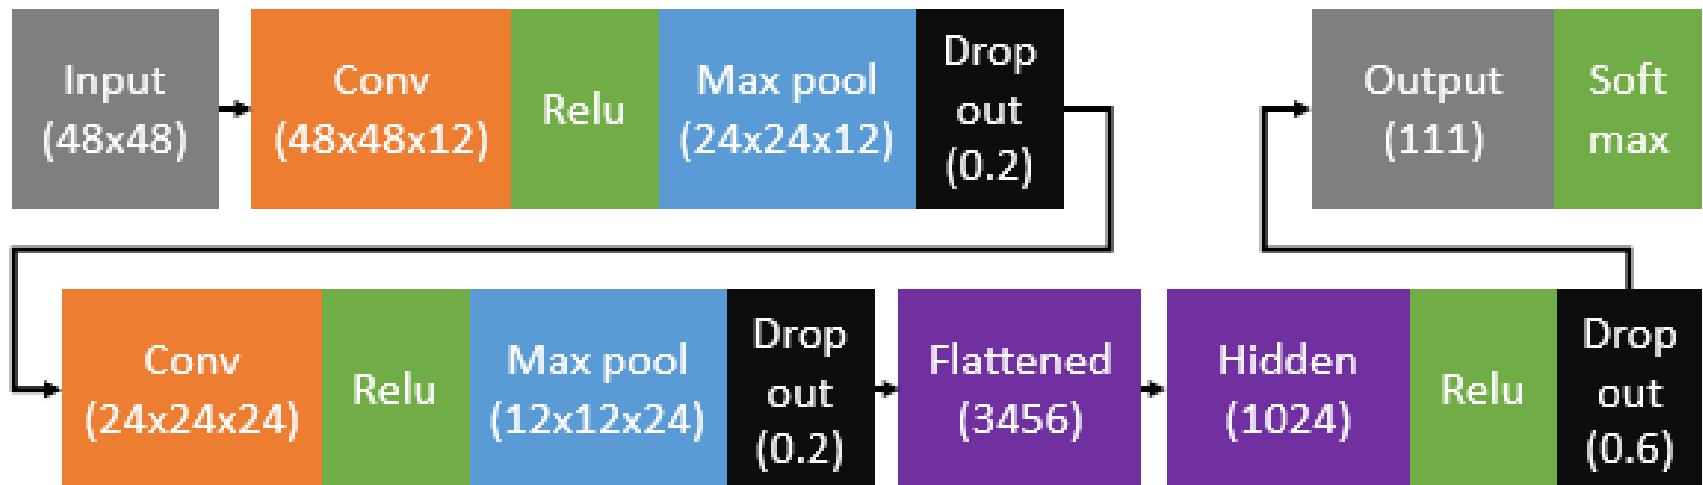 Input
(48x48)
Conv
(48x48x12)
Relu
Max pool
(24x24x12)
Drop
out
(0.2)
Conv
(24x24x24)
Relu
Max pool
(12x12x24)
Drop
out
(0.2)
Flattened
(3456)
Hidden
(1024)
Relu
Drop
out
(0.6)
Output
(111)
Soft
max